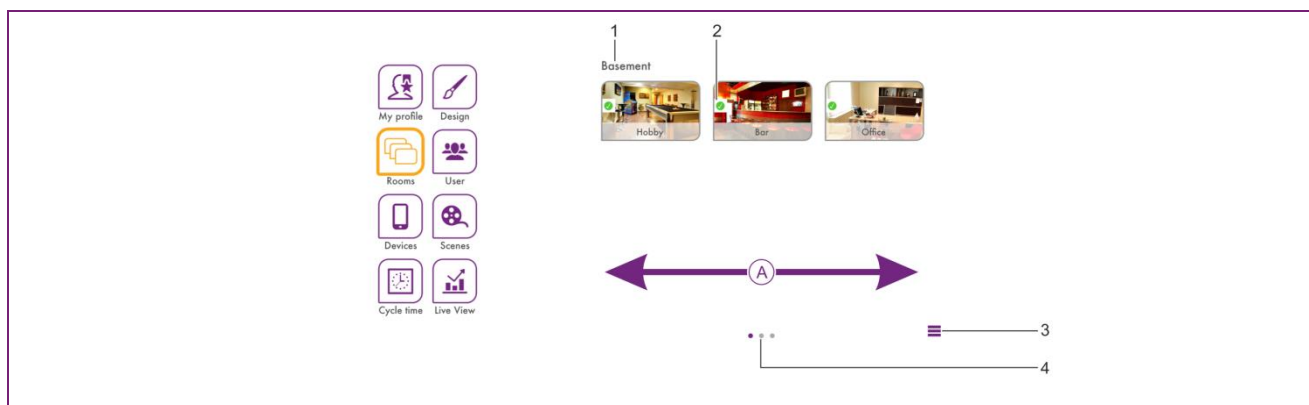 1 2
Basement
Hobby Bar Office
My profile Design
Rooms User
Devices Scenes
Cycle time Live View
A
3
4